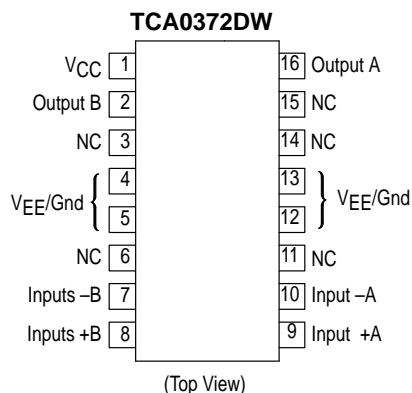 TCA0372DW
VCC 1 16 Output A
Output B 2 15 NC
NC 3 14 NC
4 13
VEE/Gnd { } VEE/Gnd
5 12
NC 6 11 NC
Inputs –B 7 10 Input –A
Inputs +B 8 9 Input +A
(Top View)